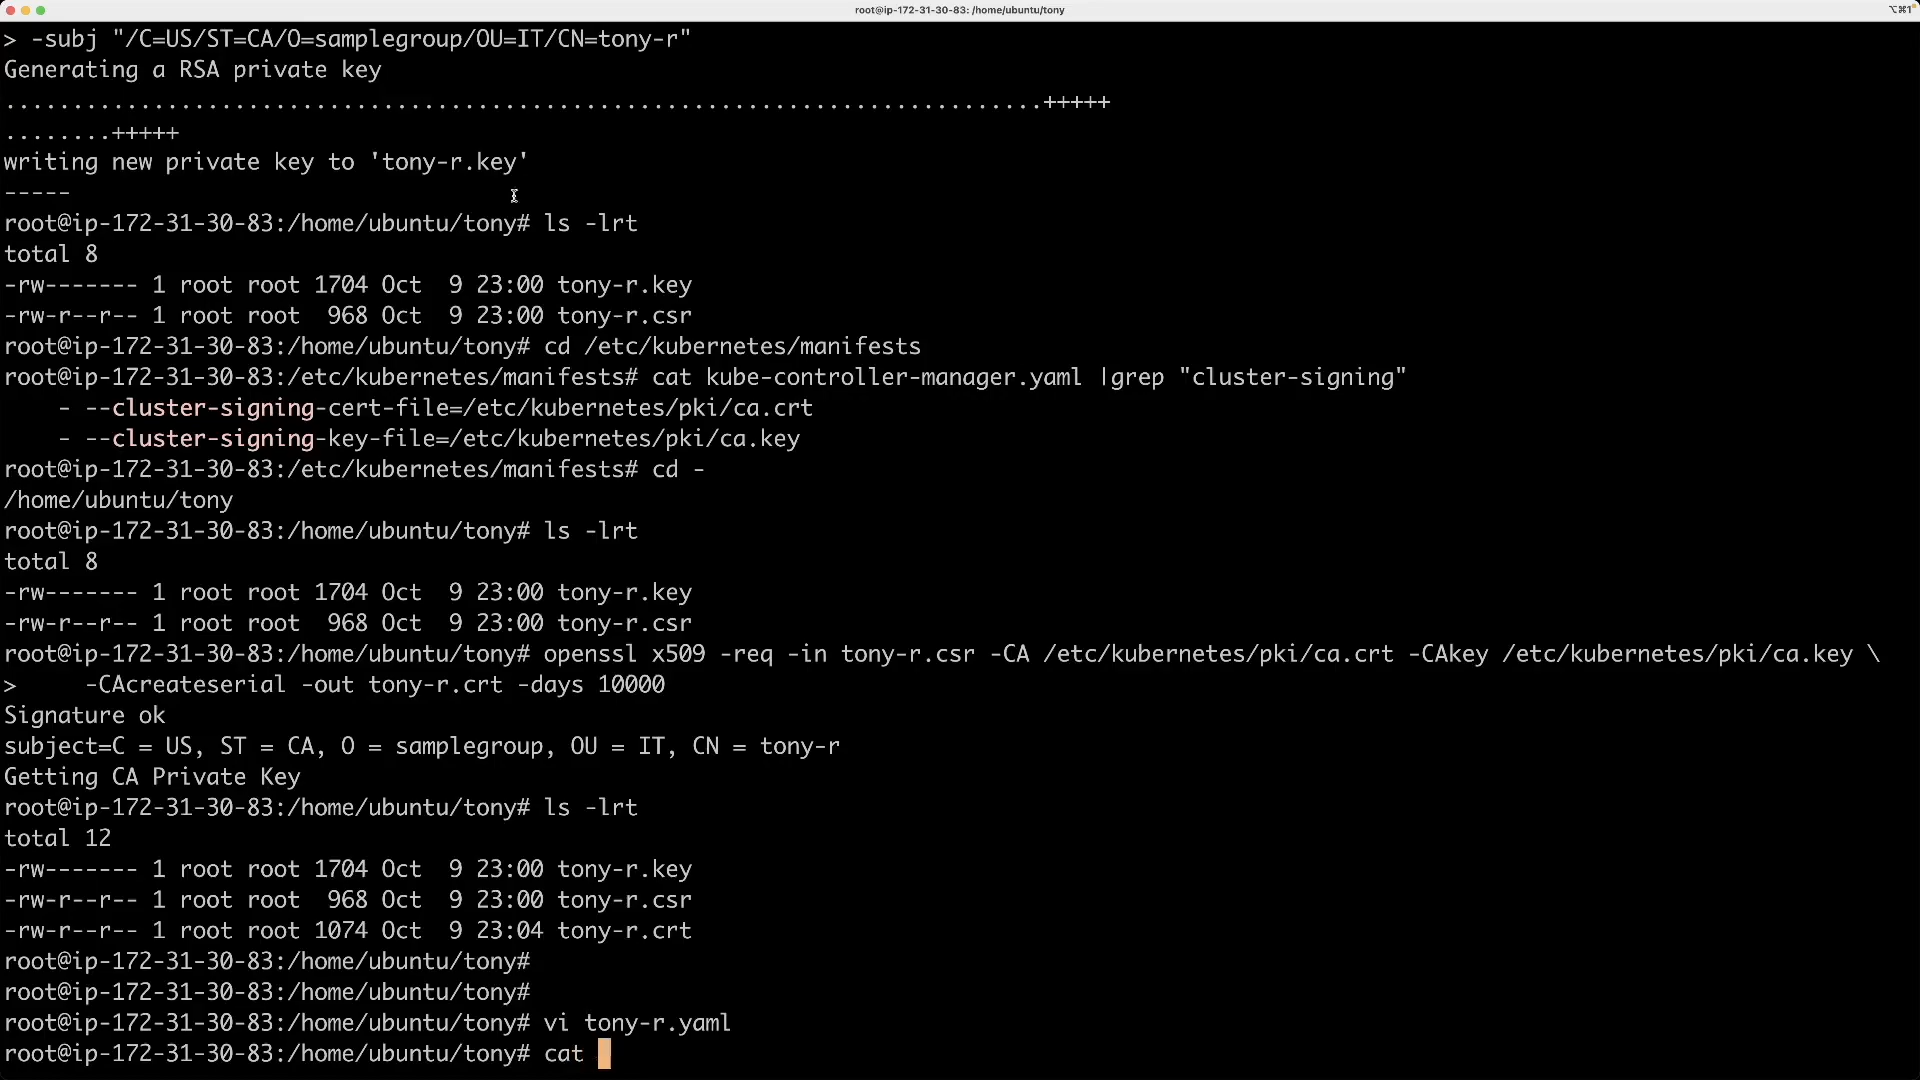 root@ip-172-31-30-83: /home/ubuntu/tony
⌥⌘1
> -subj "/C=US/ST=CA/O=samplegroup/OU=IT/CN=tony-r"
Generating a RSA private key
.............................................................................+++++
........+++++
writing new private key to 'tony-r.key'
-----
root@ip-172-31-30-83:/home/ubuntu/tony# ls -lrt
total 8
-rw------- 1 root root 1704 Oct  9 23:00 tony-r.key
-rw-r--r-- 1 root root  968 Oct  9 23:00 tony-r.csr
root@ip-172-31-30-83:/home/ubuntu/tony# cd /etc/kubernetes/manifests
root@ip-172-31-30-83:/etc/kubernetes/manifests# cat kube-controller-manager.yaml |grep "cluster-signing"
    - --cluster-signing-cert-file=/etc/kubernetes/pki/ca.crt
    - --cluster-signing-key-file=/etc/kubernetes/pki/ca.key
root@ip-172-31-30-83:/etc/kubernetes/manifests# cd -
/home/ubuntu/tony
root@ip-172-31-30-83:/home/ubuntu/tony# ls -lrt
total 8
-rw------- 1 root root 1704 Oct  9 23:00 tony-r.key
-rw-r--r-- 1 root root  968 Oct  9 23:00 tony-r.csr
root@ip-172-31-30-83:/home/ubuntu/tony# openssl x509 -req -in tony-r.csr -CA /etc/kubernetes/pki/ca.crt -CAkey /etc/kubernetes/pki/ca.key \
>     -CAcreateserial -out tony-r.crt -days 10000
Signature ok
subject=C = US, ST = CA, O = samplegroup, OU = IT, CN = tony-r
Getting CA Private Key
root@ip-172-31-30-83:/home/ubuntu/tony# ls -lrt
total 12
-rw------- 1 root root 1704 Oct  9 23:00 tony-r.key
-rw-r--r-- 1 root root  968 Oct  9 23:00 tony-r.csr
-rw-r--r-- 1 root root 1074 Oct  9 23:04 tony-r.crt
root@ip-172-31-30-83:/home/ubuntu/tony#
root@ip-172-31-30-83:/home/ubuntu/tony#
root@ip-172-31-30-83:/home/ubuntu/tony# vi tony-r.yaml
root@ip-172-31-30-83:/home/ubuntu/tony# cat